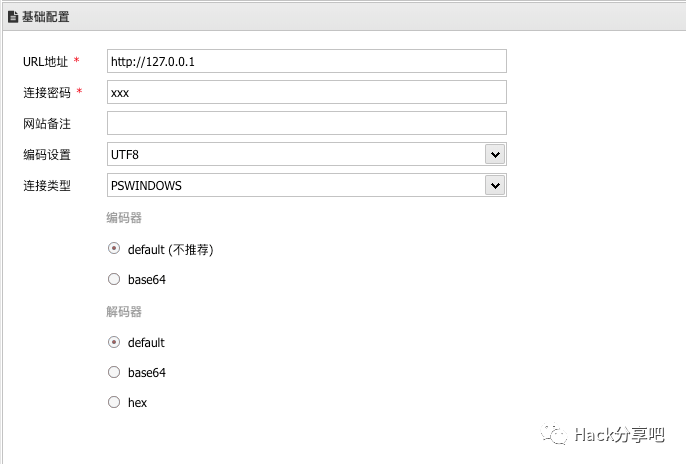 基础配置
URL地址 *
http://127.0.0.1
连接密码 *
xxx
网站备注
编码设置
UTF8
连接类型
PSWINDOWS
编码器
default (不推荐)
base64
解码器
default
base64
hex
Hack分享吧